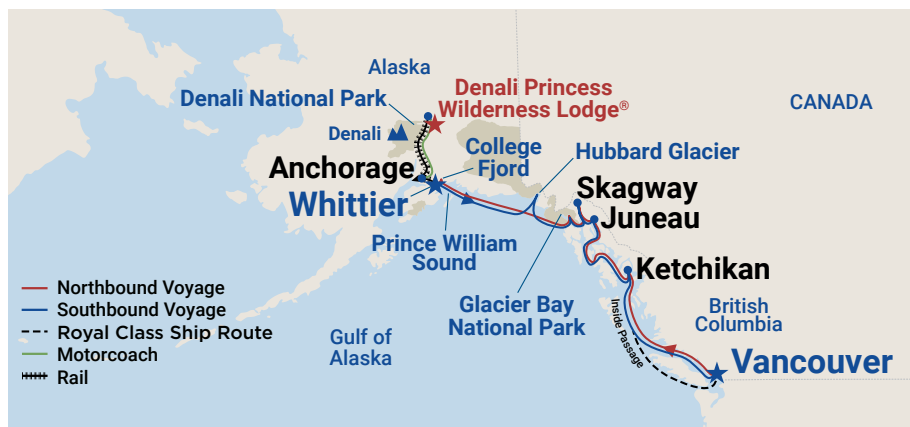 Alaska
Denali National Park
Denali Princess
Wilderness Lodge®
CANADA
Denali
College
Fjord
Hubbard Glacier
Anchorage
Whittier
Skagway
Juneau
Prince William
Sound
Ketchikan
Glacier Bay
National Park
Inside Passage
British
Columbia
Gulf of
Alaska
Vancouver
Northbound Voyage
Southbound Voyage
Royal Class Ship Route
Motorcoach
Rail